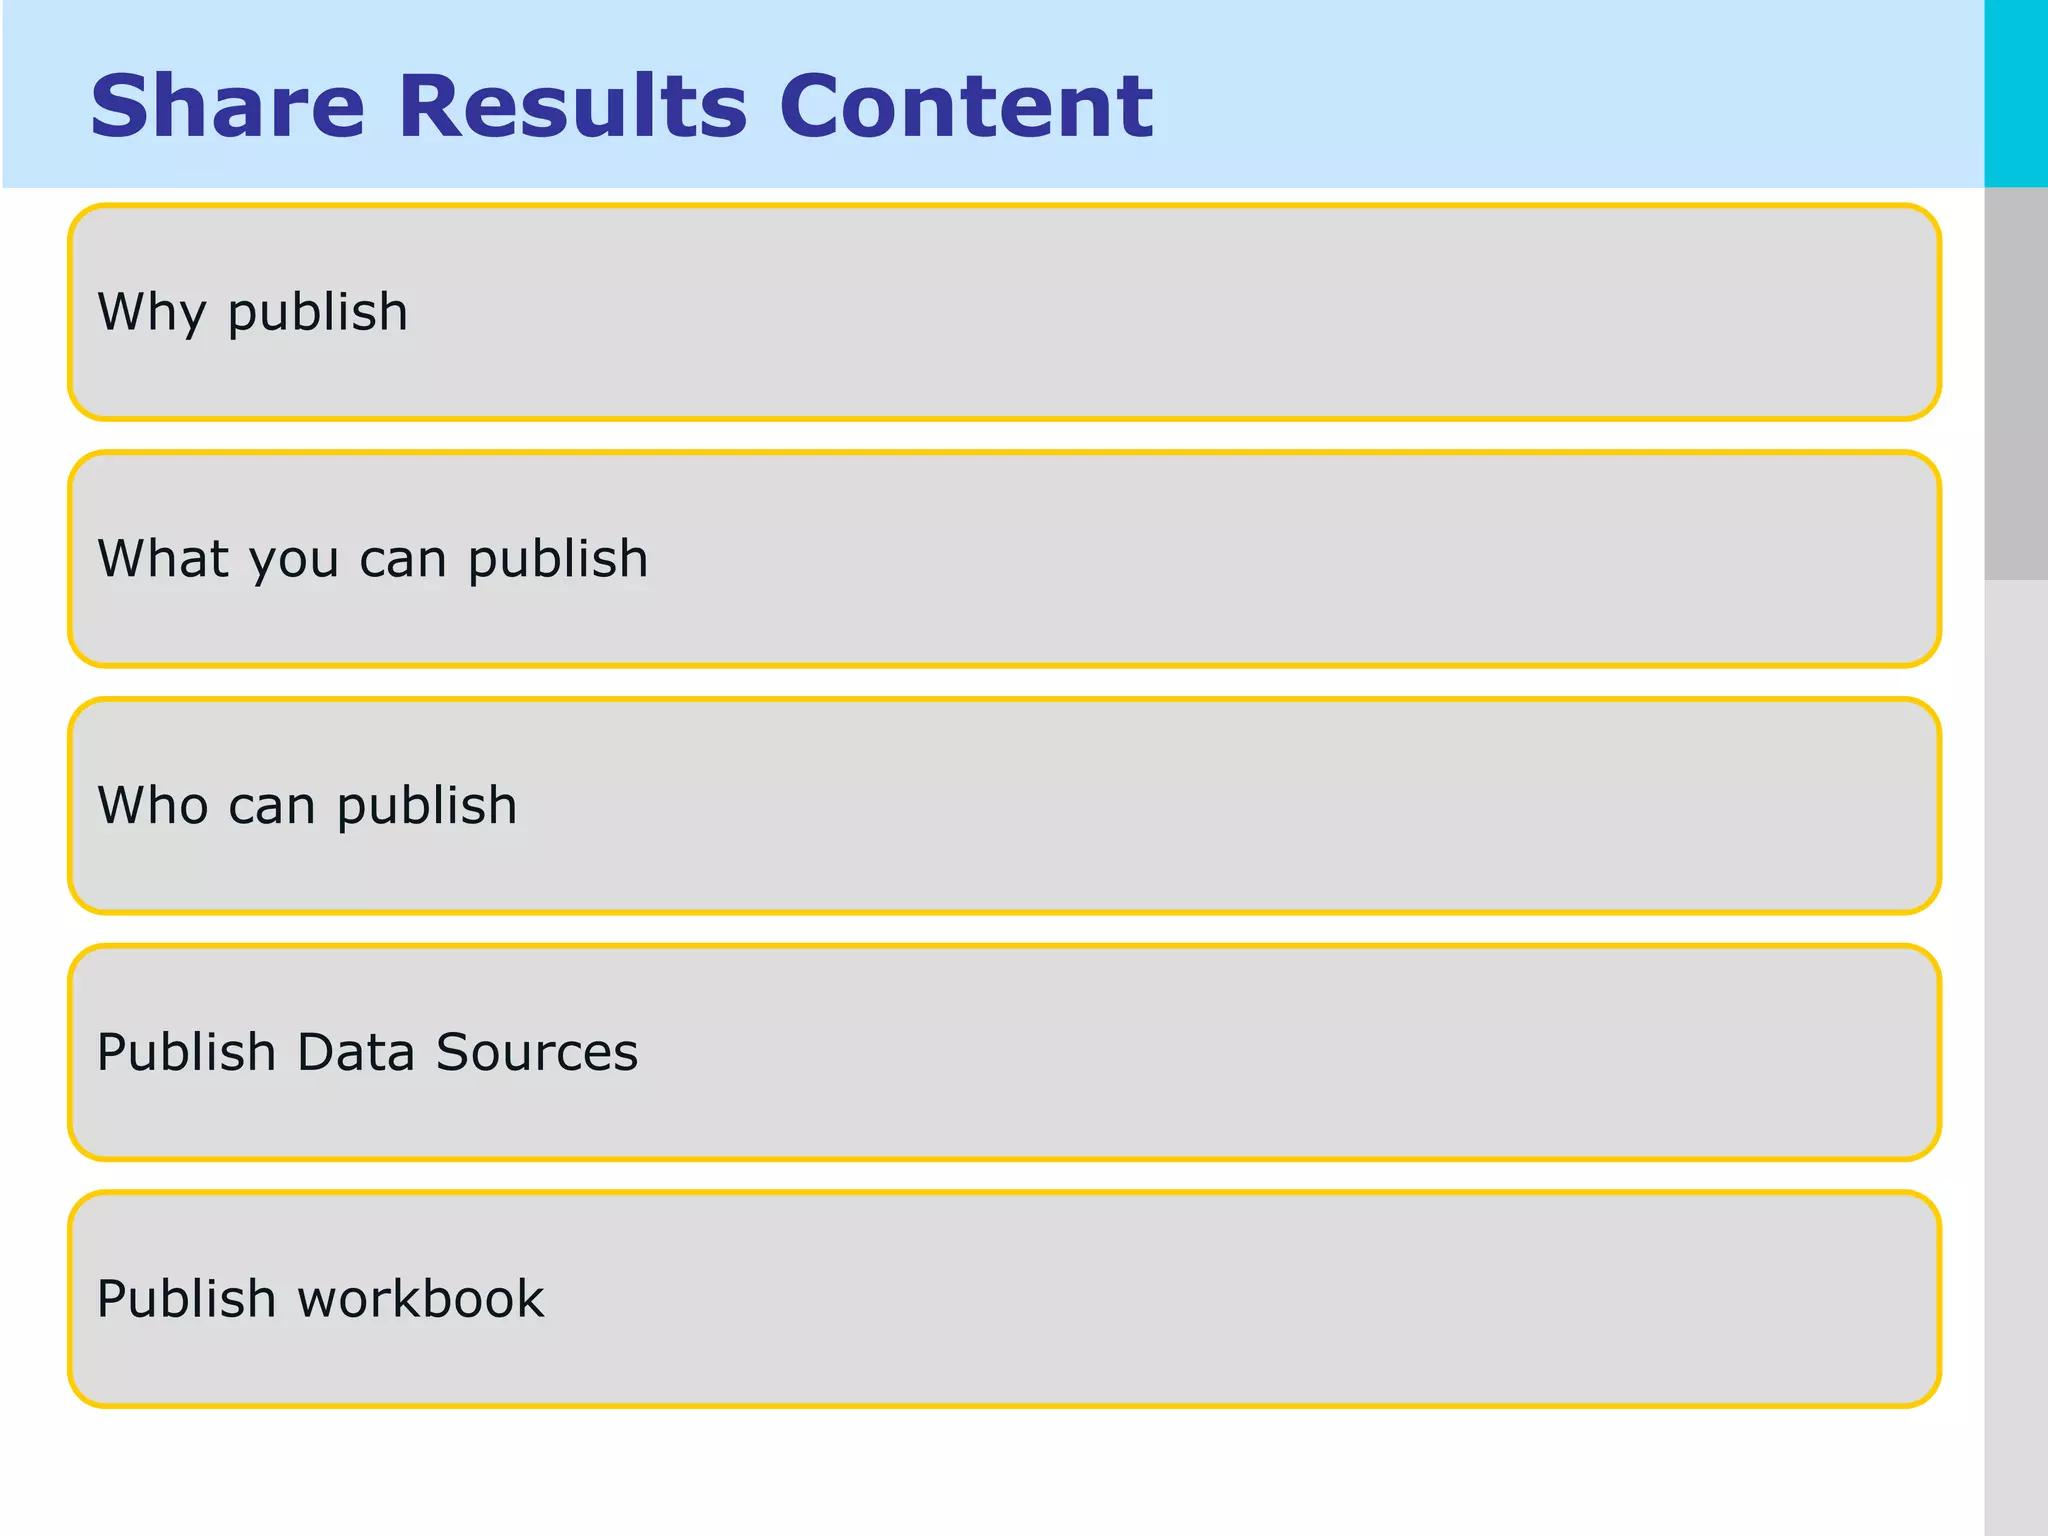 Share Results Content
Why publish
What you can publish
Who can publish
Publish Data Sources
Publish workbook